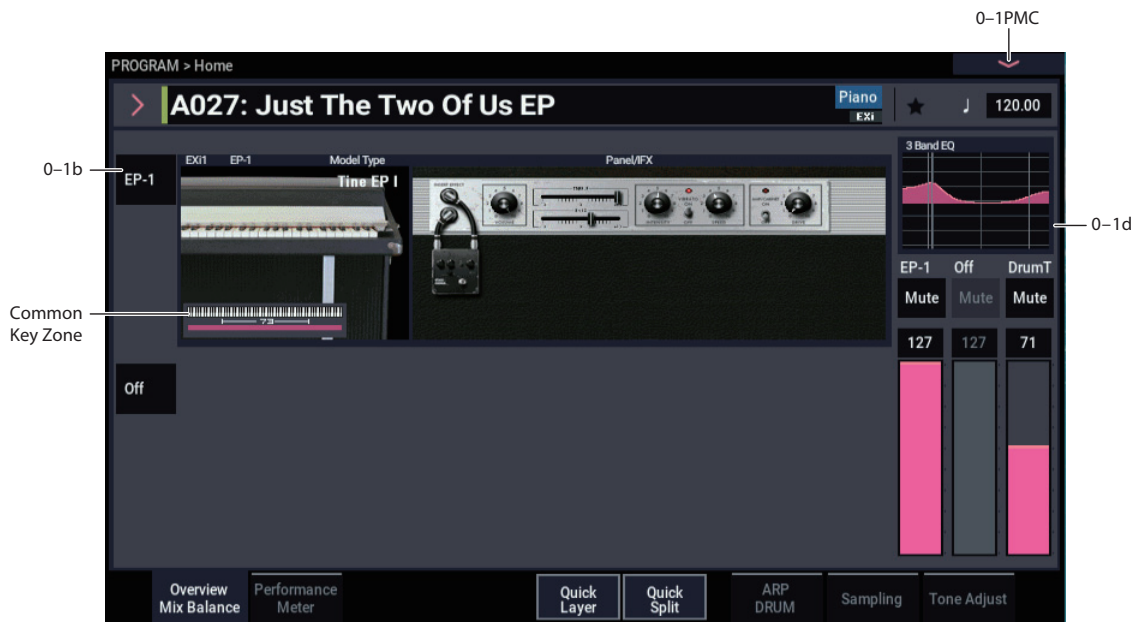 0–1PMC
PROGRAM > Home
A027: Just The Two Of Us EP
Piano
EXi
♩ 120.00
0–1b
EP-1
EXi1 EP-1 Model Type
Tine EP I
Panel/IFX
3 Band EQ
0–1d
EP-1 Off DrumT
Mute Mute Mute
127 127 71
Common
Key Zone
73
Off
Overview
Mix Balance
Performance
Meter
Quick
Layer
Quick
Split
ARP
DRUM
Sampling
Tone Adjust